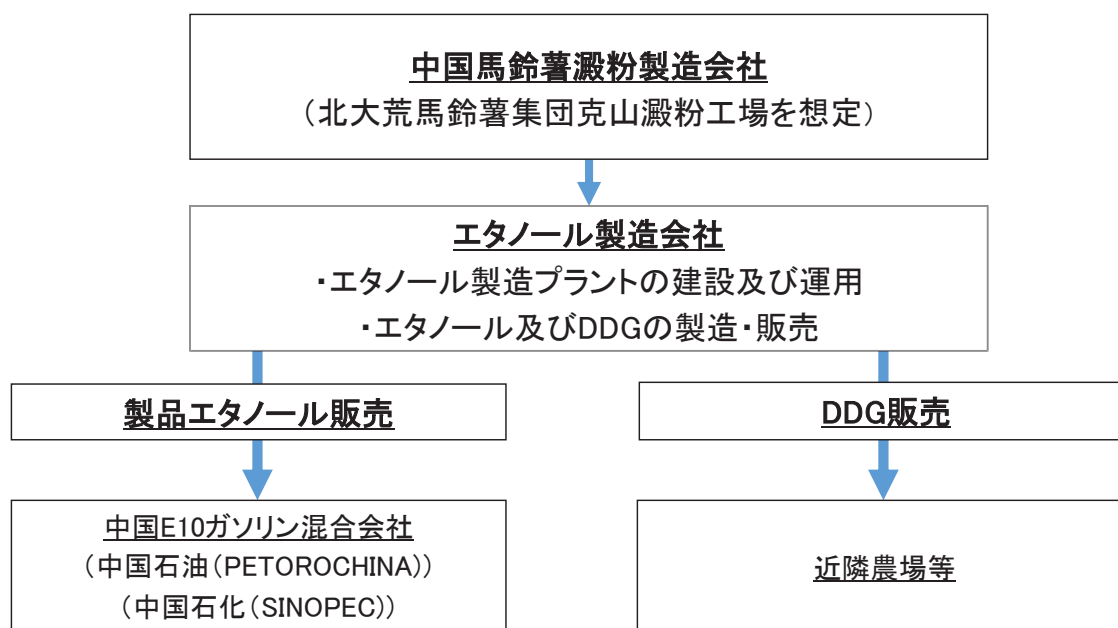 中国馬鈴薯澱粉製造会社
（北大荒馬鈴薯集団克山澱粉工場を想定）
エタノール製造会社
・エタノール製造プラントの建設及び運用
・エタノール及びDDGの製造・販売
製品エタノール販売
DDG販売
中国E10ガソリン混合会社
（中国石油（PETOROCHINA））
（中国石化（SINOPEC））
近隣農場等